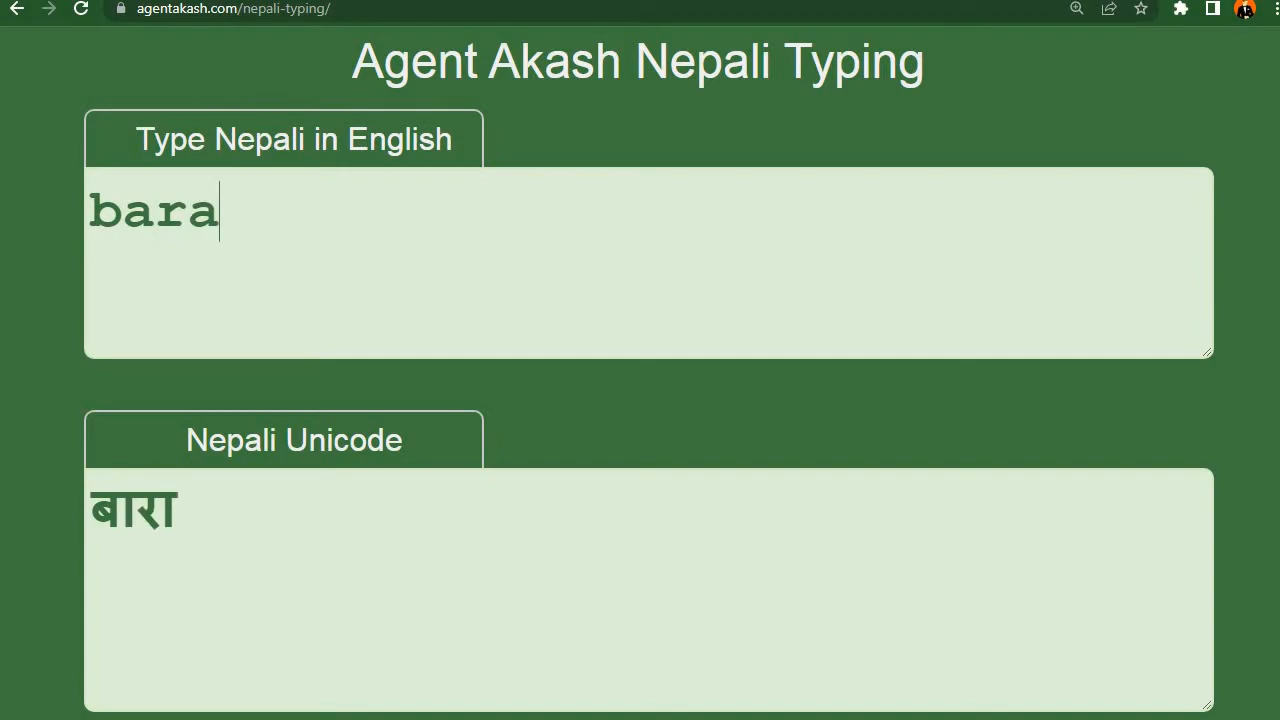 agentakash.com/nepali-typing/
Agent Akash Nepali Typing
Type Nepali in English
bara
Nepali Unicode
बारा